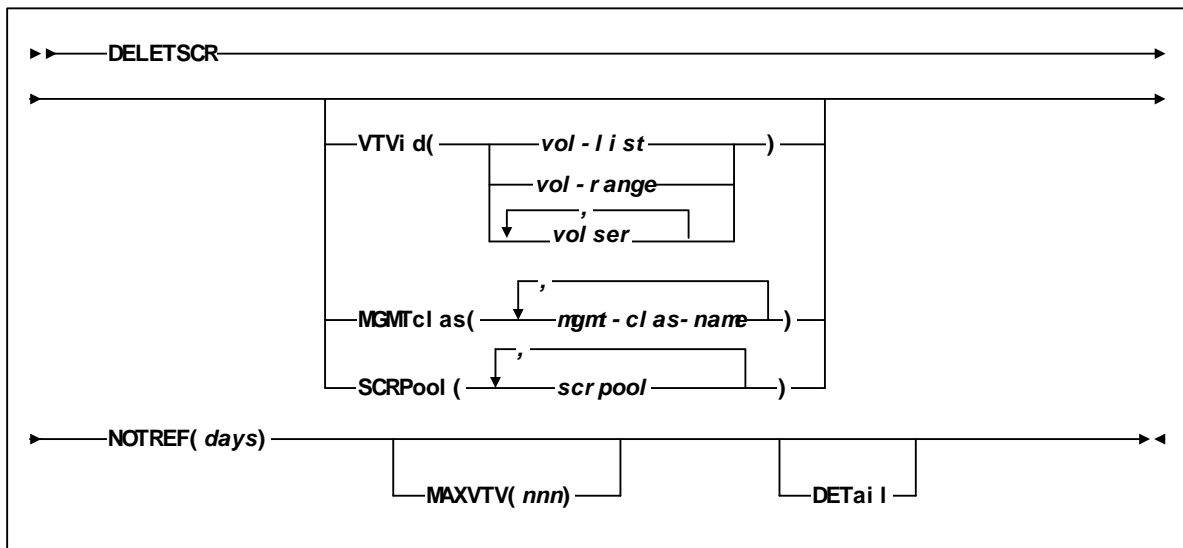 DELETSCR
VTVid( vol-list )
vol-range
,
volser
,
MGMTclas( mgmt-clas-name )
,
SCRPool( scrpool )
NOTREF( days)
MAXVTV( nnn)
DETail